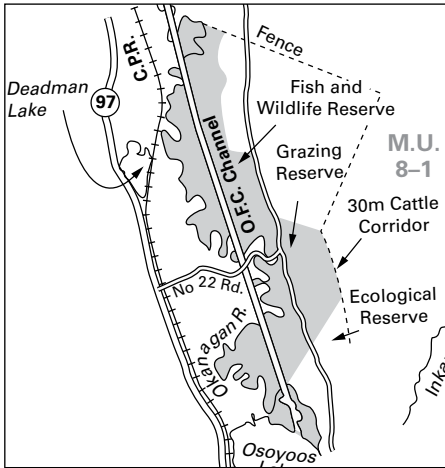 Fence
C.P.R.
Deadman
Lake
97
Fish and
Wildlife Reserve
O.F.C. Channel
Grazing
Reserve
M.U.
8–1
30m Cattle
Corridor
No 22 Rd.
Ecological
Reserve
Okanagan R.
Osoyoos